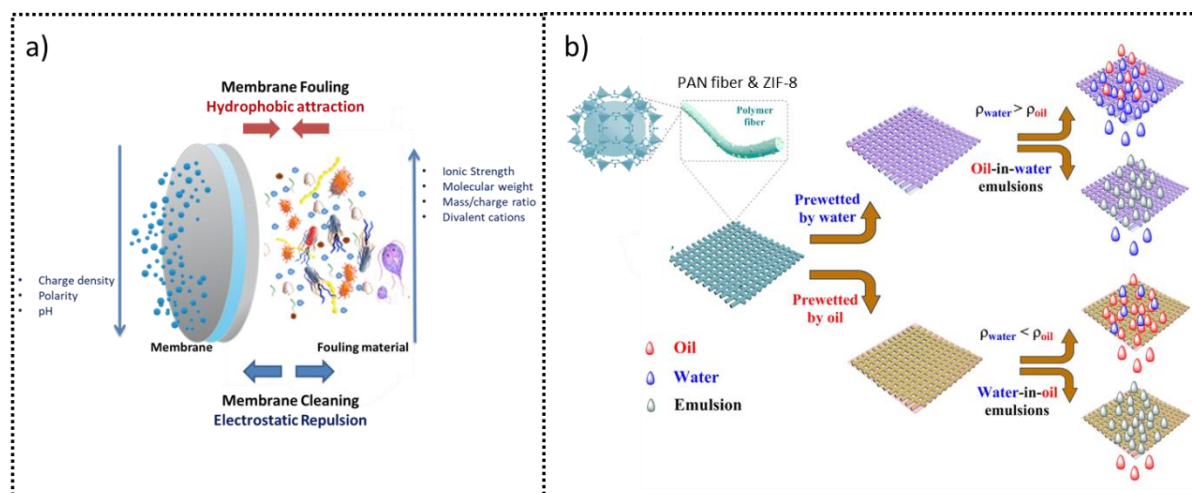 a)
Membrane Fouling
Hydrophobic attraction
• Ionic Strength
• Molecular weight
• Mass/charge ratio
• Divalent cations
• Charge density
• Polarity
• pH
Membrane
Fouling material
Membrane Cleaning
Electrostatic Repulsion
b)
PAN fiber & ZIF-8
Polymer
fiber
Prewetted
by water
Prewetted
by oil
ρwater> ρoil
Oil-in-water
emulsions
ρwater < ρoil
Water-in-oil
emulsions
Oil
Water
Emulsion